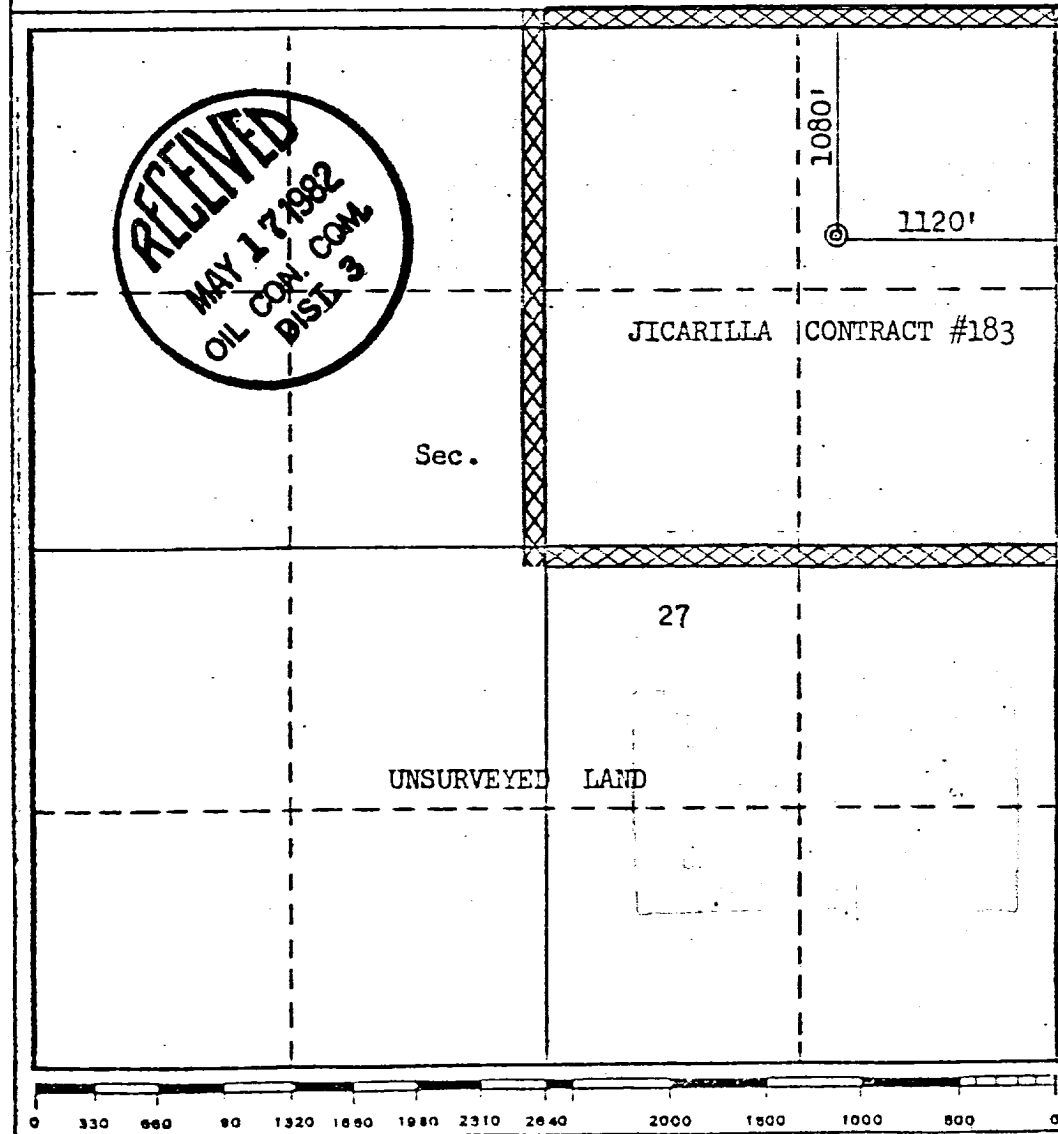 1080'
1120'
RECEIVED
MAY 17 1982
OIL CON. COM.
DIST. 3
JICARILLA CONTRACT #183
Sec.
27
UNSURVEYED LAND
0 330 660 90 1320 1650 1980 2310 2640 2000 1500 1000 500 0